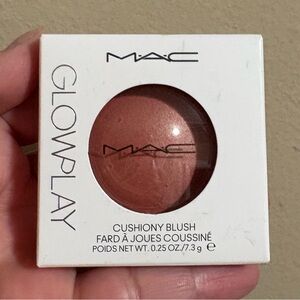 MAC
GLOWPLAY
MAC
CUSHIONY BLUSH
FARD À JOUES COUSSINÉ
POIDS NET WT. 0.25 OZ./7.3 g ℮